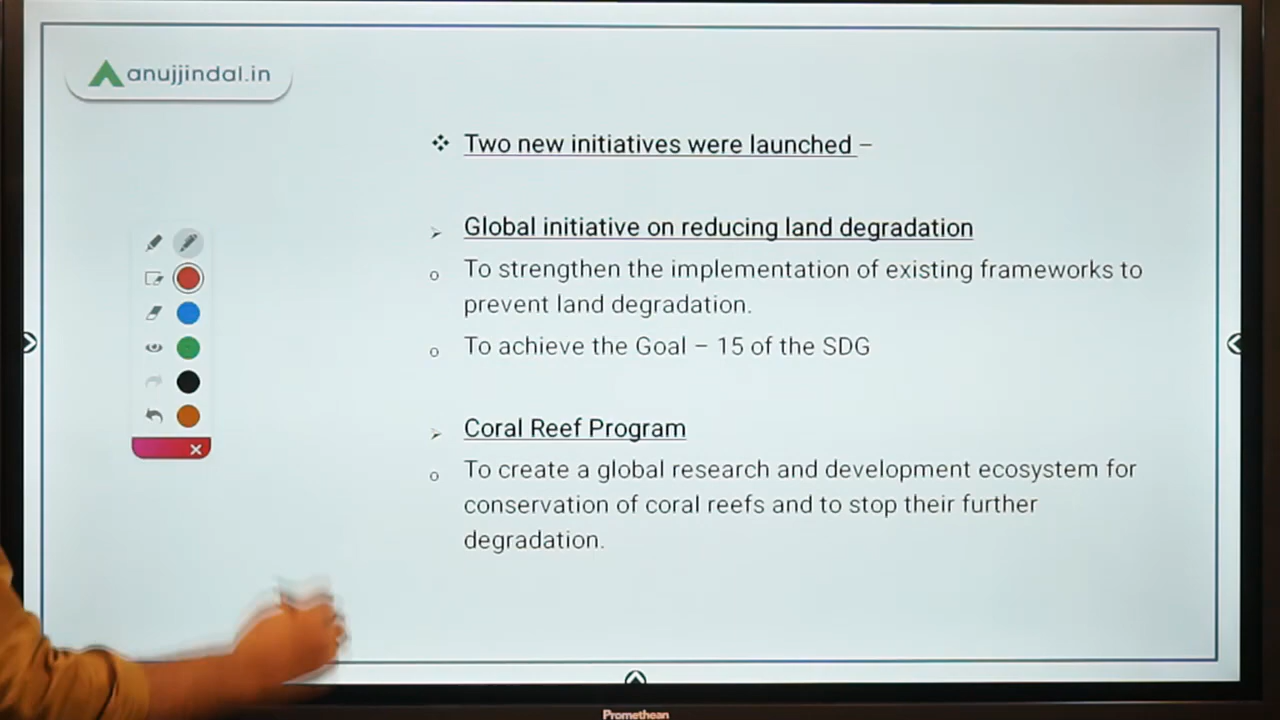 anujjindal.in
❖ Two new initiatives were launched –
➢ Global initiative on reducing land degradation
o To strengthen the implementation of existing frameworks to
prevent land degradation.
o To achieve the Goal – 15 of the SDG
➢ Coral Reef Program
o To create a global research and development ecosystem for
conservation of coral reefs and to stop their further
degradation.
Promethean